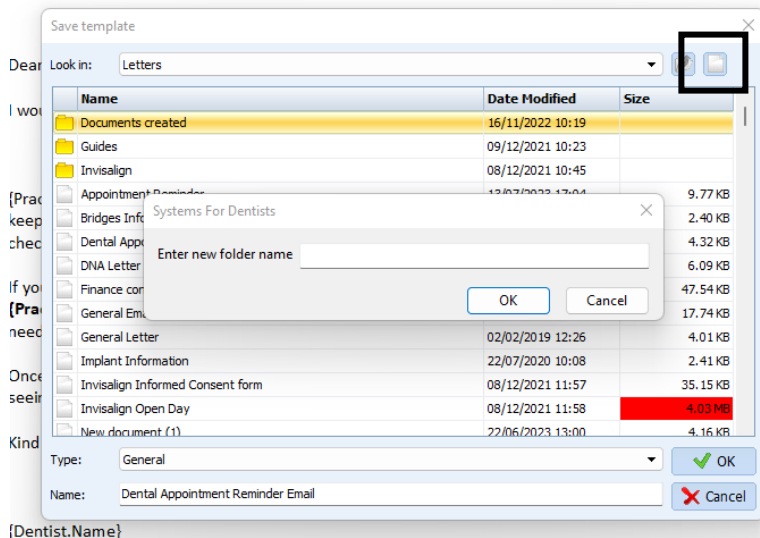 Save template
Dear
Look in: Letters
I wou
Name Date Modified Size
Documents created 16/11/2022 10:19
Guides 09/12/2021 10:23
Invisalign 08/12/2021 10:45
{Prac
Appointment Reminder 13/07/2023 17:04 9.77 KB
keep
Bridges Info 2.40 KB
Systems For Dentists
chec
Dental Appo 4.32 KB
Enter new folder name
DNA Letter 6.09 KB
If you
Finance con 47.54 KB
OK Cancel
{Pra
General Ema 17.74 KB
need
General Letter 02/02/2019 12:26 4.01 KB
Implant Information 22/07/2020 10:08 2.41 KB
Once
Invisalign Informed Consent form 08/12/2021 11:57 35.15 KB
seein
Invisalign Open Day 08/12/2021 11:58 4.03 MB
New document (1) 22/06/2023 13:00 4.16 KB
Kind
Type: General OK
Name: Dental Appointment Reminder Email Cancel
{Dentist.Name}